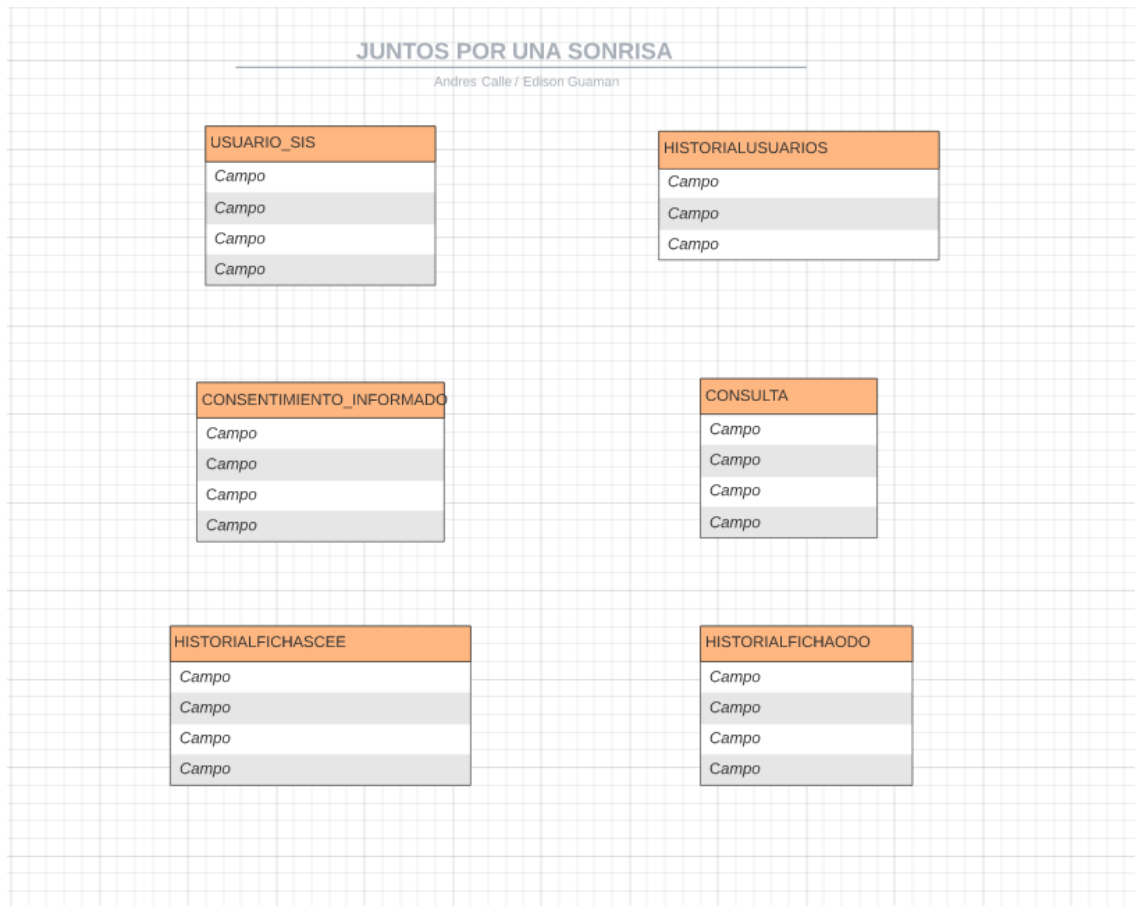 JUNTOS POR UNA SONRISA
Andres Calle / Edison Guaman
USUARIO_SIS
Campo
Campo
Campo
Campo
HISTORIALUSUARIOS
Campo
Campo
Campo
CONSENTIMIENTO_INFORMADO
Campo
Campo
Campo
Campo
CONSULTA
Campo
Campo
Campo
Campo
HISTORIALFICHASCEE
Campo
Campo
Campo
Campo
HISTORIALFICHAODO
Campo
Campo
Campo
Campo